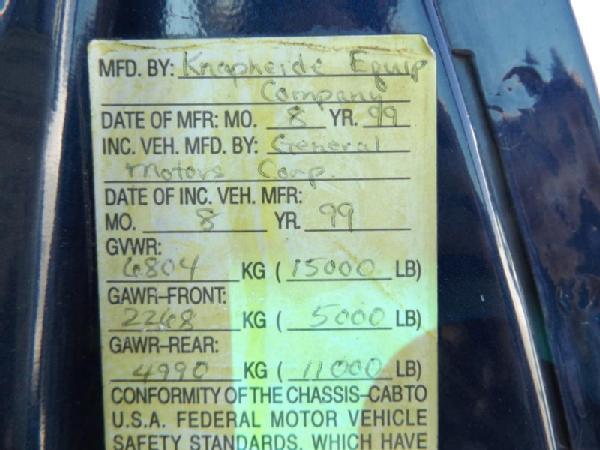 MFD. BY: Knapheide Equip
Company
DATE OF MFR: MO. 8 YR. 99
INC. VEH. MFD. BY: General
Motors Corp.
DATE OF INC. VEH. MFR:
MO. 8 YR. 99
GVWR:
6804 KG ( 15000 LB)
GAWR-FRONT:
2268 KG ( 5000 LB)
GAWR-REAR:
4990 KG ( 11000 LB)
CONFORMITY OF THE CHASSIS-CAB TO
U.S.A. FEDERAL MOTOR VEHICLE
SAFETY STANDARDS, WHICH HAVE